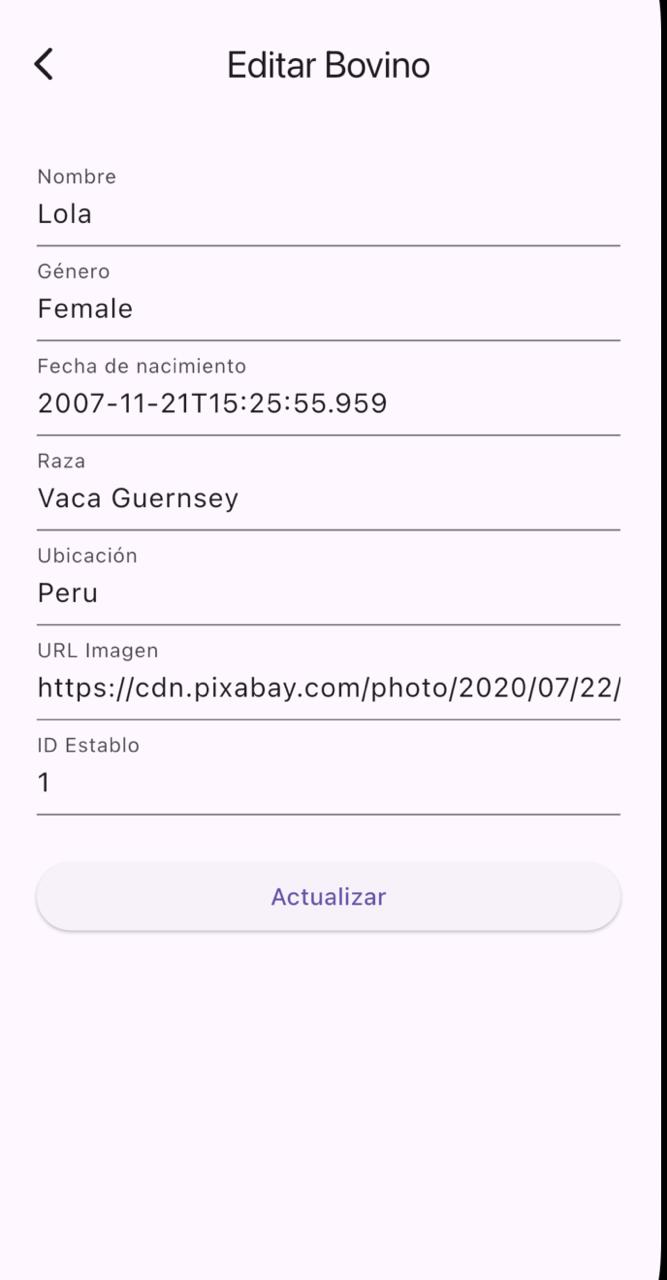 Editar Bovino
Nombre
Lola
Género
Female
Fecha de nacimiento
2007-11-21T15:25:55.959
Raza
Vaca Guernsey
Ubicación
Peru
URL Imagen
https://cdn.pixabay.com/photo/2020/07/22/
ID Establo
1
Actualizar